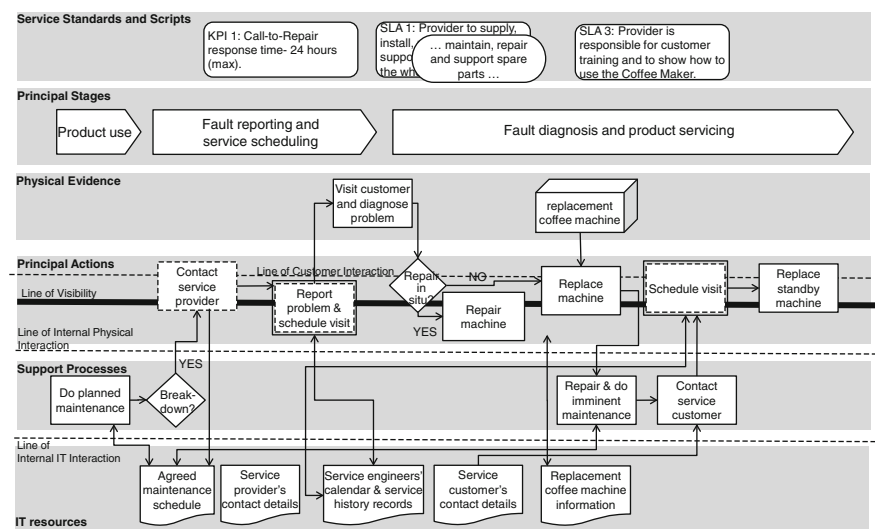 Service Standards and Scripts
KPI 1: Call-to-Repair
response time- 24 hours
(max).
SLA 1: Provider to supply,
install,
suppo
the wh
… maintain, repair
and support spare
parts …
SLA 3: Provider is
responsible for customer
training and to show how to
use the Coffee Maker.
Principal Stages
Product use
Fault reporting and
service scheduling
Fault diagnosis and product servicing
Physical Evidence
Visit customer
and diagnose
problem
replacement
coffee machine
Principal Actions
Line of Customer Interaction
Contact
service
provider
Report
problem &
schedule visit
Repair
in
situ?
NO
YES
Repair
machine
Replace
machine
Schedule visit
Replace
standby
machine
Line of Visibility
Line of Internal Physical
Interaction
Support Processes
Do planned
maintenance
Break-
down?
YES
Repair & do
imminent
maintenance
Contact
service
customer
Line of
Internal IT Interaction
Agreed
maintenance
schedule
Service
provider's
contact details
Service engineers'
calendar & service
history records
Service
customer's
contact details
Replacement
coffee machine
information
IT resources